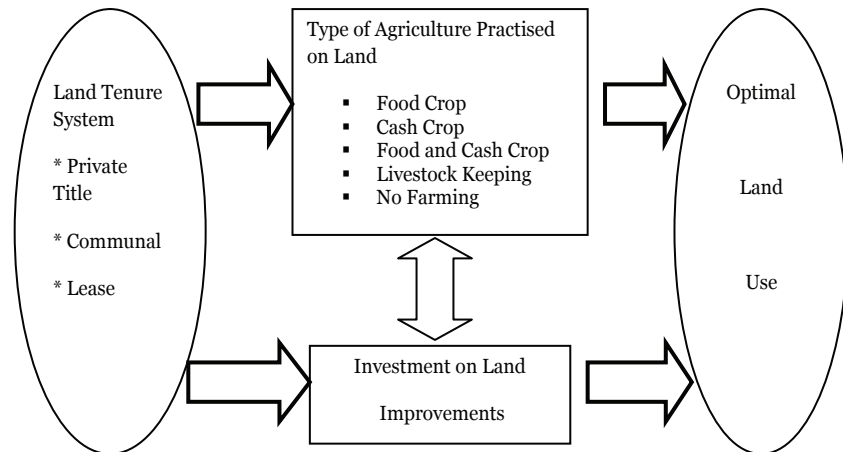 Land Tenure
System
* Private
Title
* Communal
* Lease
Type of Agriculture Practised
on Land
▪ Food Crop
▪ Cash Crop
▪ Food and Cash Crop
▪ Livestock Keeping
▪ No Farming
Investment on Land
Improvements
Optimal
Land
Use